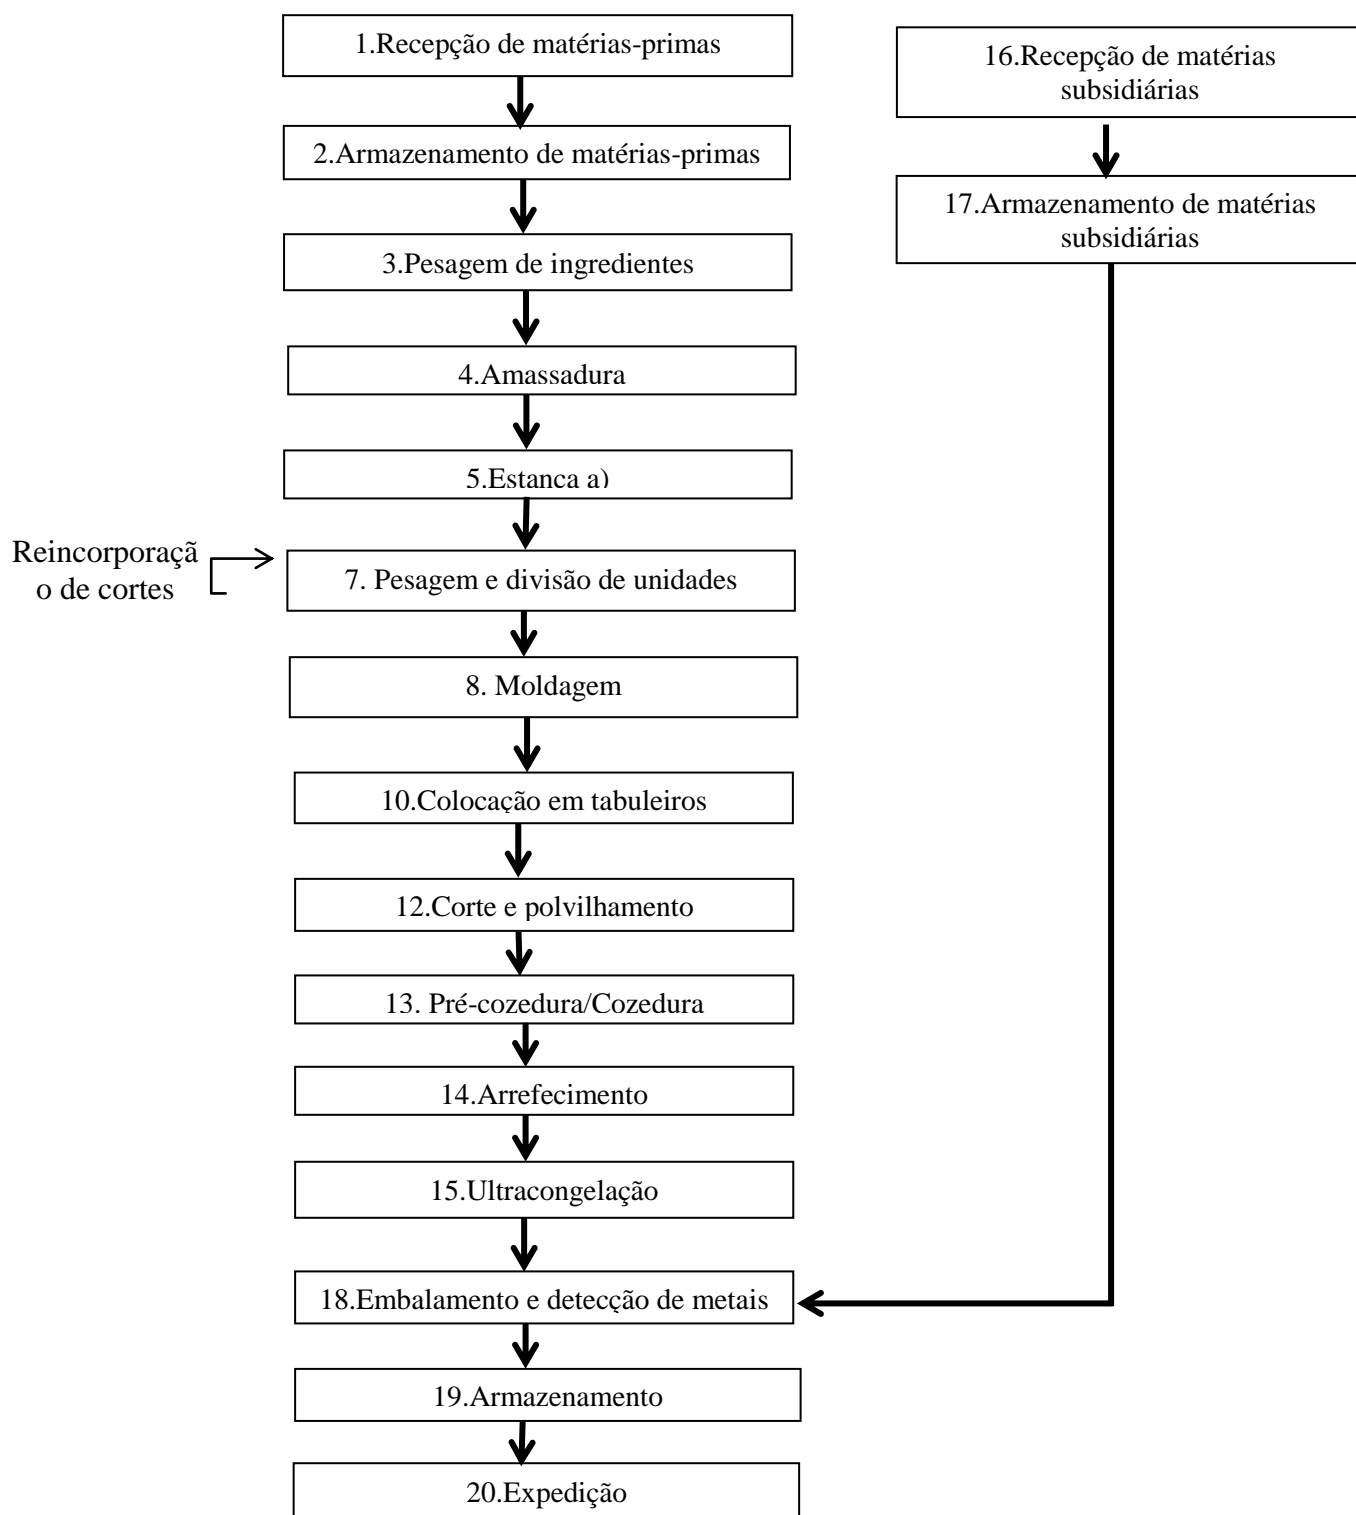 1.Recepção de matérias-primas
16.Recepção de matérias
subsidiárias
2.Armazenamento de matérias-primas
17.Armazenamento de matérias
subsidiárias
3.Pesagem de ingredientes
4.Amassadura
5.Estanca a)
Reincorporaçã
o de cortes
7. Pesagem e divisão de unidades
8. Moldagem
10.Colocação em tabuleiros
12.Corte e polvilhamento
13. Pré-cozedura/Cozedura
14.Arrefecimento
15.Ultracongelação
18.Embalamento e detecção de metais
19.Armazenamento
20.Expedição